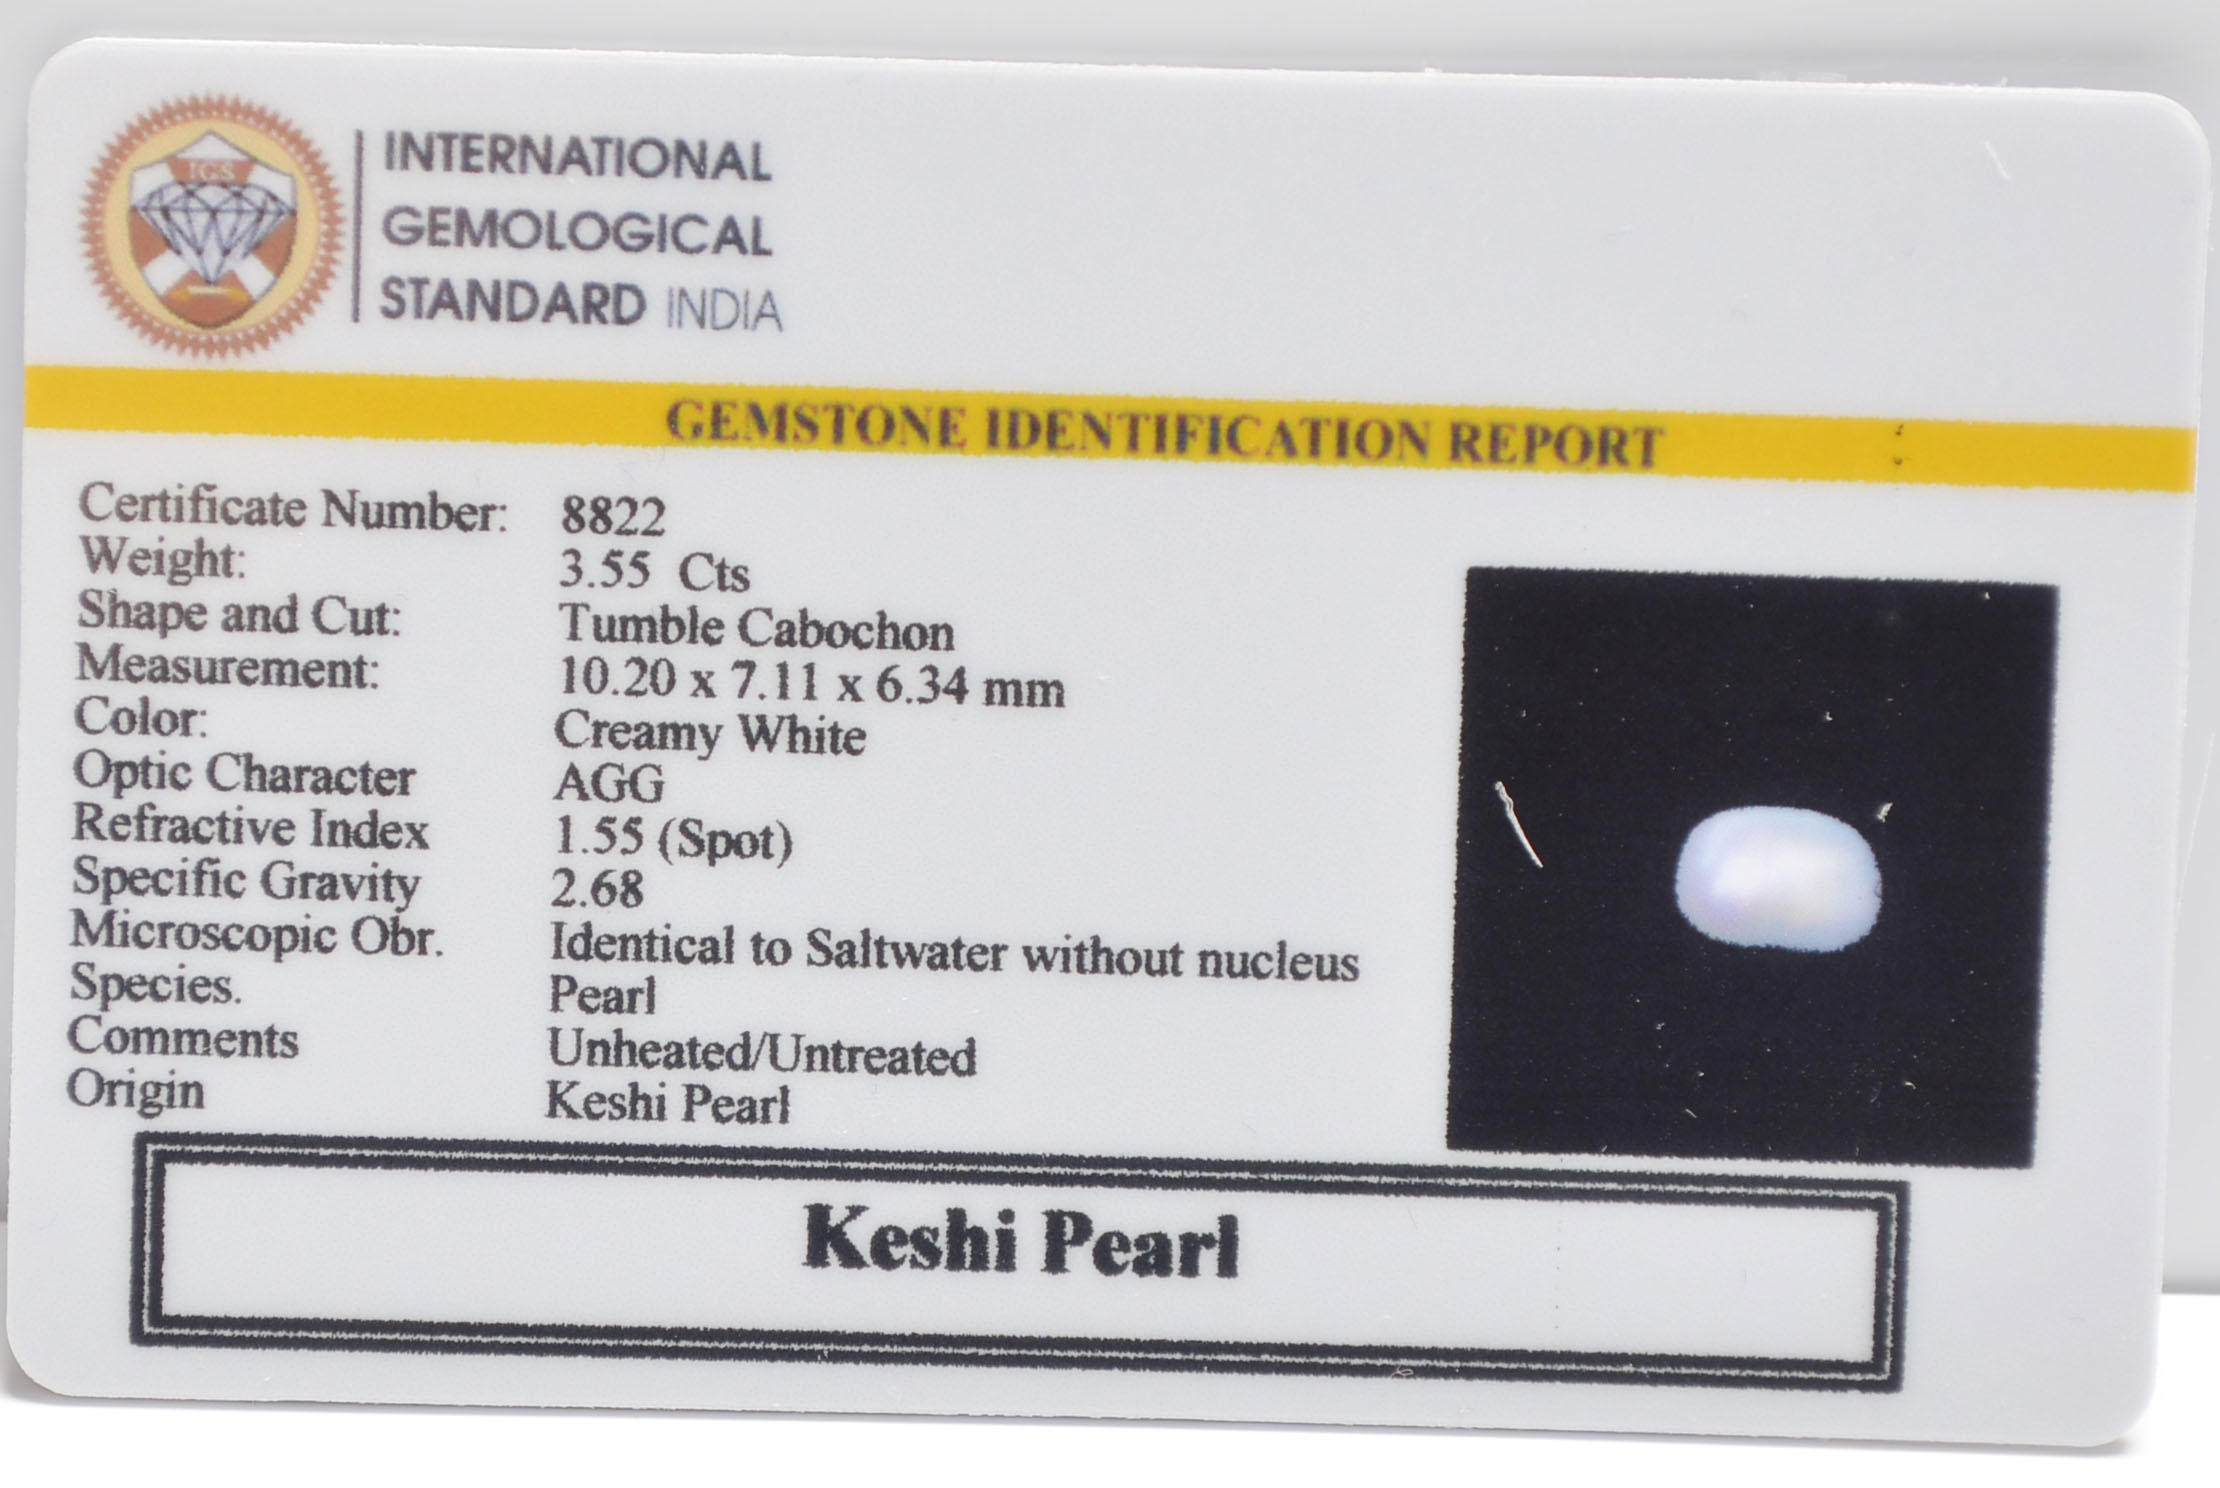 IGS
INTERNATIONAL
GEMOLOGICAL
STANDARD INDIA
GEMSTONE IDENTIFICATION REPORT
Certificate Number: 8822
Weight: 3.55 Cts
Shape and Cut: Tumble Cabochon
Measurement: 10.20 x 7.11 x 6.34 mm
Color: Creamy White
Optic Character AGG
Refractive Index 1.55 (Spot)
Specific Gravity 2.68
Microscopic Obr. Identical to Saltwater without nucleus
Species. Pearl
Comments Unheated/Untreated
Origin Keshi Pearl
Keshi Pearl